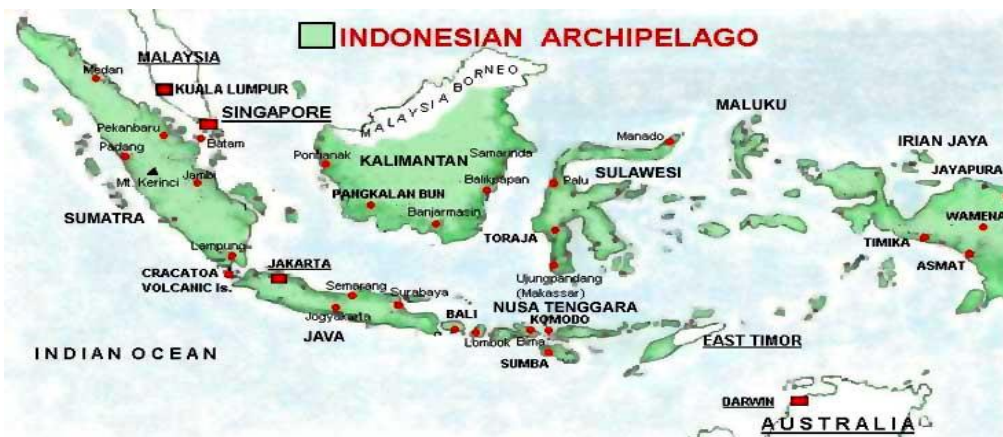 INDONESIAN ARCHIPELAGO
MALAYSIA
Medan
KUALA LUMPUR
SINGAPORE
MALAYSIA BORNEO
MALUKU
Pekanbaru
Batam
Manado
IRIAN JAYA
Padang
Pontianak
KALIMANTAN
Samarinda
JAYAPURA
Mt. Kerinci
Jambi
Balikpapan
Palu
SULAWESI
PANGKALAN BUN
SUMATRA
Banjarmasin
WAMENA
TORAJA
TIMIKA
Lampung
ASMAT
CRACATOA
VOLCANIC Is.
JAKARTA
Ujungpandang
(Makassar)
Semarang
Surabaya
NUSA TENGGARA
Jogyakarta
BALI
KOMODO
JAVA
Lombok
Bima
EAST TIMOR
INDIAN OCEAN
SUMBA
DARWIN
AUSTRALIA